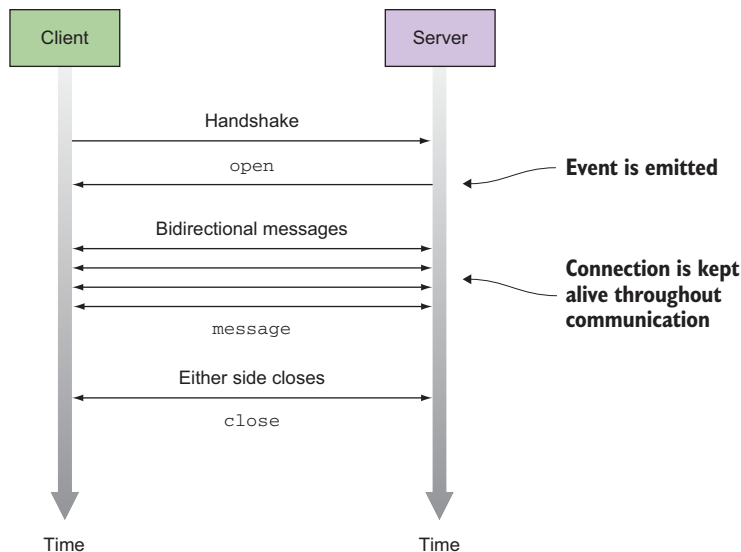 Client
Server
Handshake
open
Event is emitted
Bidirectional messages
Connection is kept
alive throughout
communication
message
Either side closes
close
Time
Time